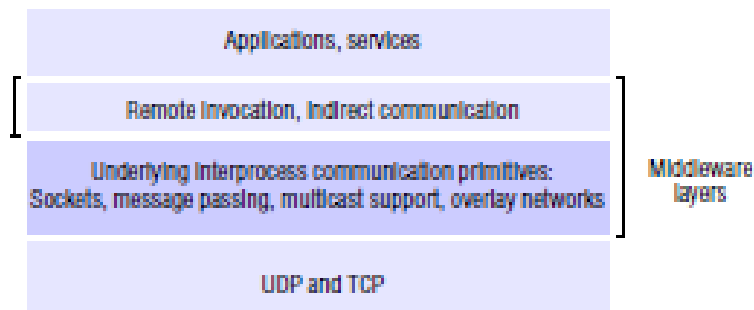 Applications, services
Remote invocation, indirect communication
Underlying interprocess communication primitives:
Sockets, message passing, multicast support, overlay networks
Middleware
layers
UDP and TCP